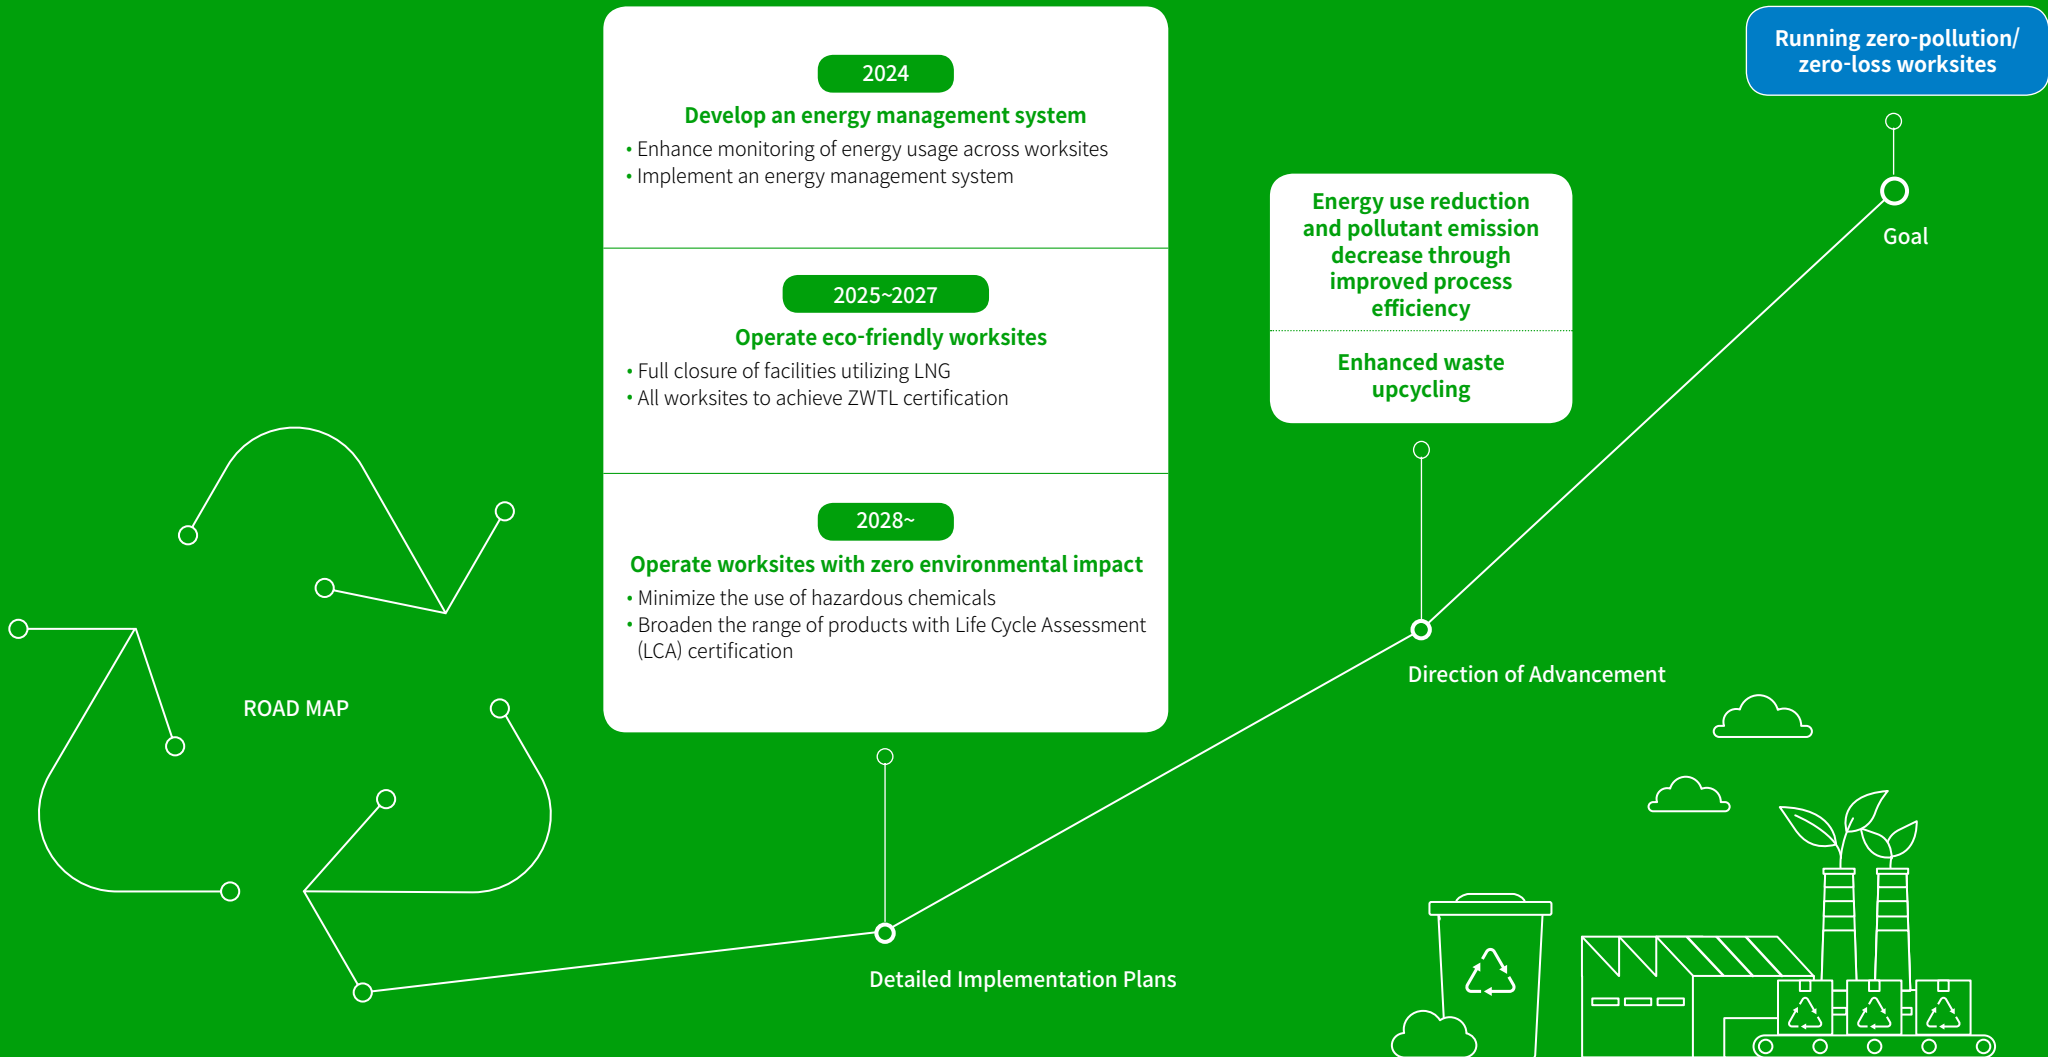 ROAD MAP
2024
Develop an energy management system
• Enhance monitoring of energy usage across worksites
• Implement an energy management system
2025~2027
Operate eco-friendly worksites
• Full closure of facilities utilizing LNG
• All worksites to achieve ZWTL certification
2028~
Operate worksites with zero environmental impact
• Minimize the use of hazardous chemicals
• Broaden the range of products with Life Cycle Assessment
(LCA) certification
Detailed Implementation Plans
Energy use reduction
and pollutant emission
decrease through
improved process
efficiency
Enhanced waste
upcycling
Direction of Advancement
Running zero-pollution/
zero-loss worksites
Goal